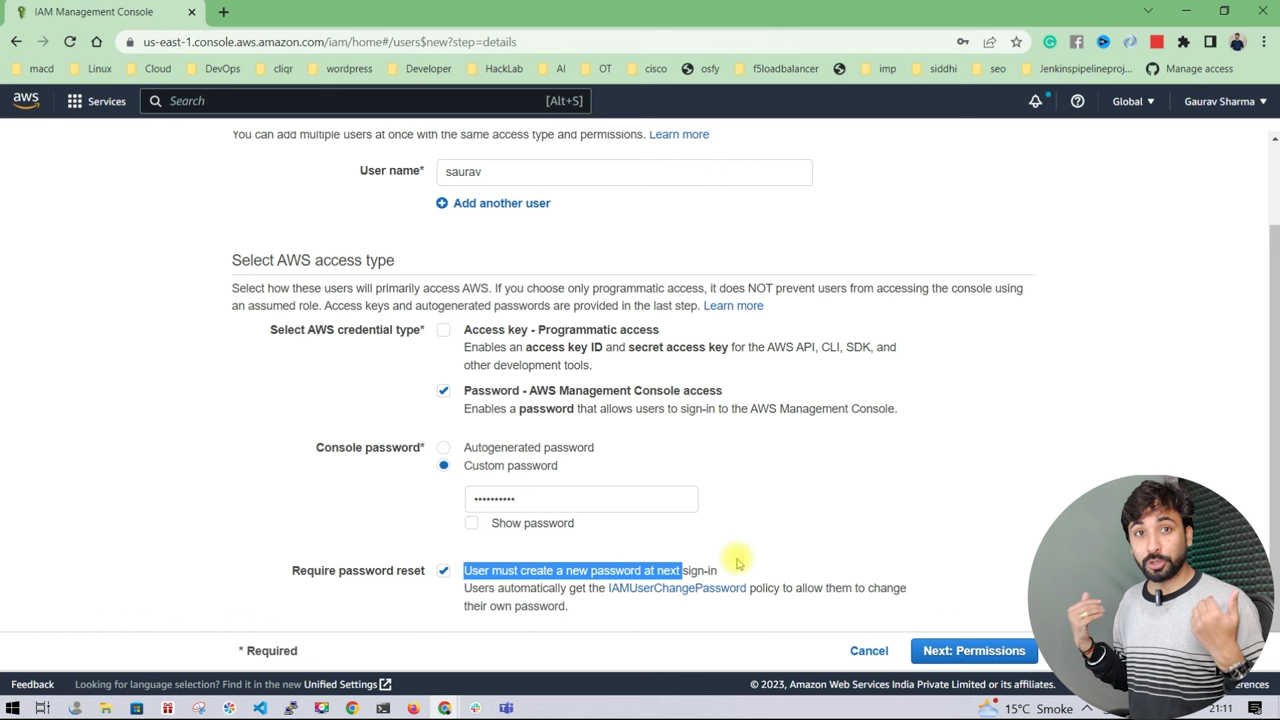 IAM Management Console
us-east-1.console.aws.amazon.com/iam/home#/users$new?step=details
macd Linux Cloud DevOps cliqr wordpress Developer HackLab AI OT cisco osfy f5loadbalancer imp siddhi seo Jenkinspipelineproj... Manage access
aws Services Search [Alt+S] Global Gaurav Sharma
You can add multiple users at once with the same access type and permissions. Learn more
User name* saurav
Add another user
Select AWS access type
Select how these users will primarily access AWS. If you choose only programmatic access, it does NOT prevent users from accessing the console using
an assumed role. Access keys and autogenerated passwords are provided in the last step. Learn more
Select AWS credential type* Access key - Programmatic access
Enables an access key ID and secret access key for the AWS API, CLI, SDK, and
other development tools.
Password - AWS Management Console access
Enables a password that allows users to sign-in to the AWS Management Console.
Console password* Autogenerated password
Custom password
••••••••••
Show password
Require password reset User must create a new password at next sign-in
Users automatically get the IAMUserChangePassword policy to allow them to change
their own password.
* Required Cancel Next: Permissions
Feedback Looking for language selection? Find it in the new Unified Settings © 2023, Amazon Web Services India Private Limited or its affiliates. erences
15°C Smoke 21:11